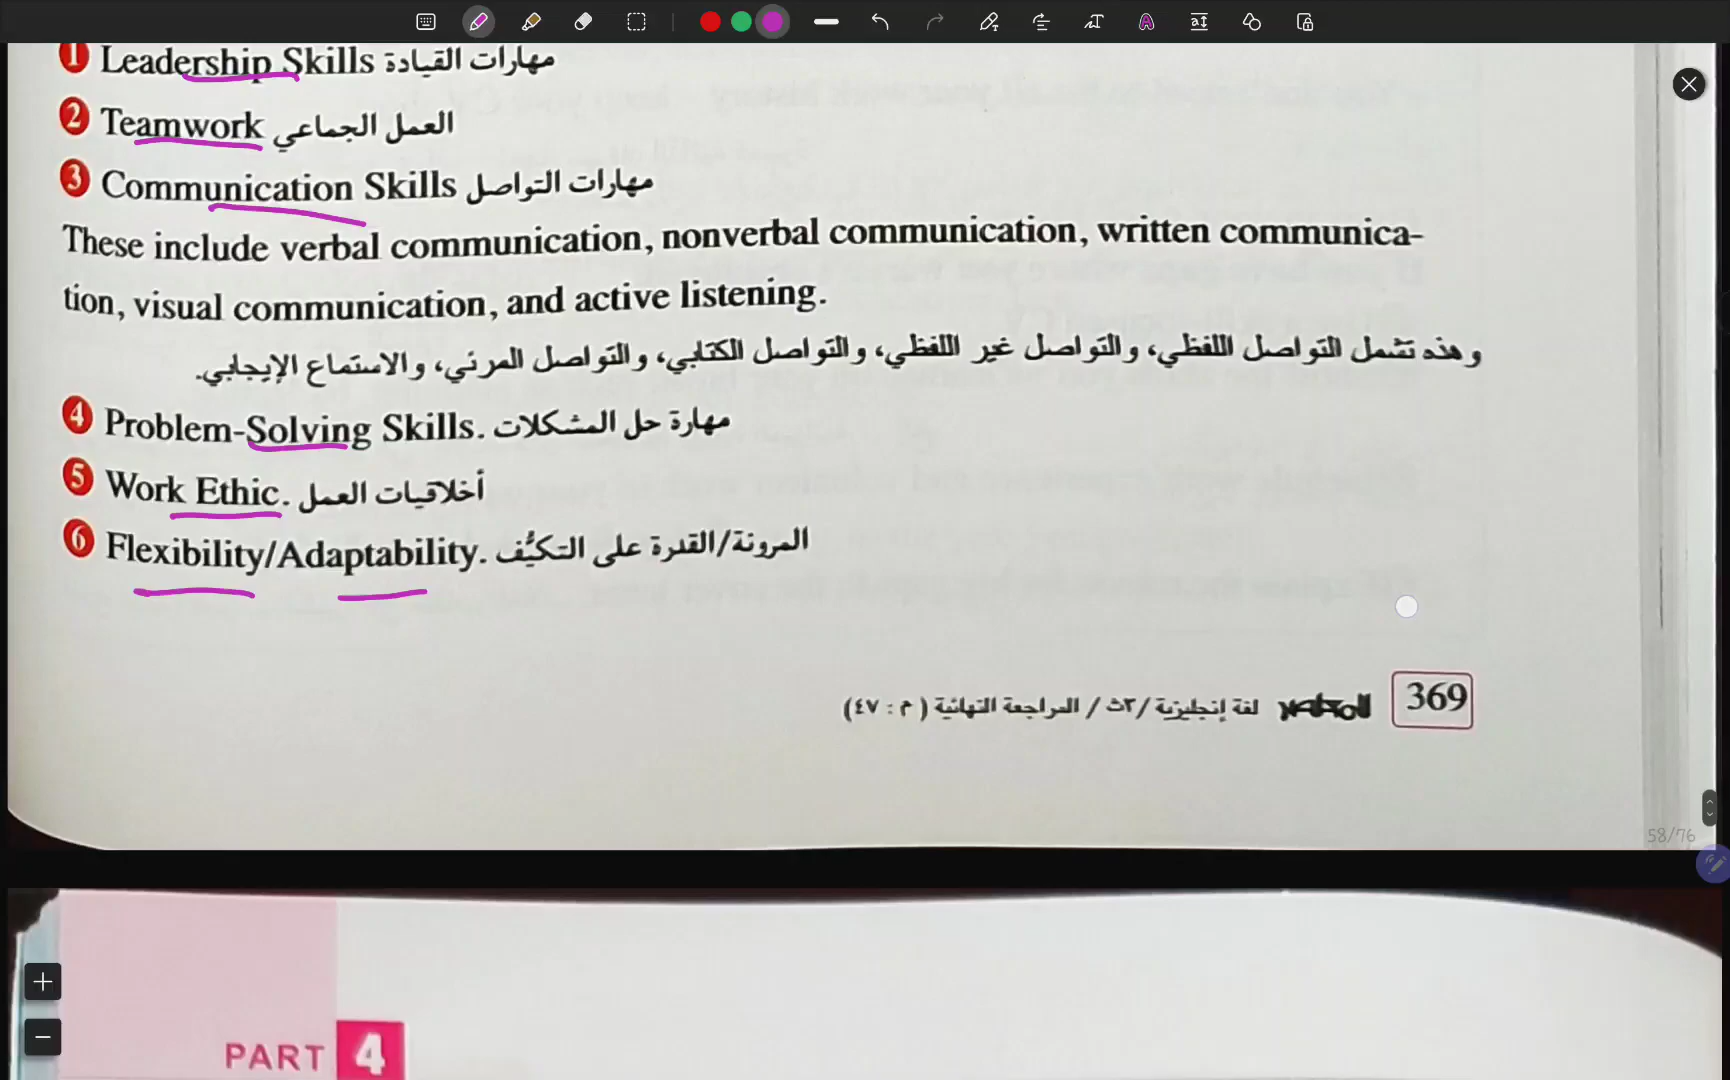 1 Leadership Skills مهارات القيادة
2 Teamwork العمل الجماعي
3 Communication Skills مهارات التواصل
These include verbal communication, nonverbal communication, written communica-
tion, visual communication, and active listening.
وهذه تشمل التواصل اللفظي، والتواصل غير اللفظي، والتواصل الكتابي، والتواصل المرئي، والاستماع الإيجابي.
4 Problem-Solving Skills. مهارة حل المشكلات
5 Work Ethic. أخلاقيات العمل
6 Flexibility/Adaptability. المرونة/القدرة على التكيُّف
لغة إنجليزية /٣ث / المراجعة النهائية ( م : ٤٧) 369
58/76
PART 4